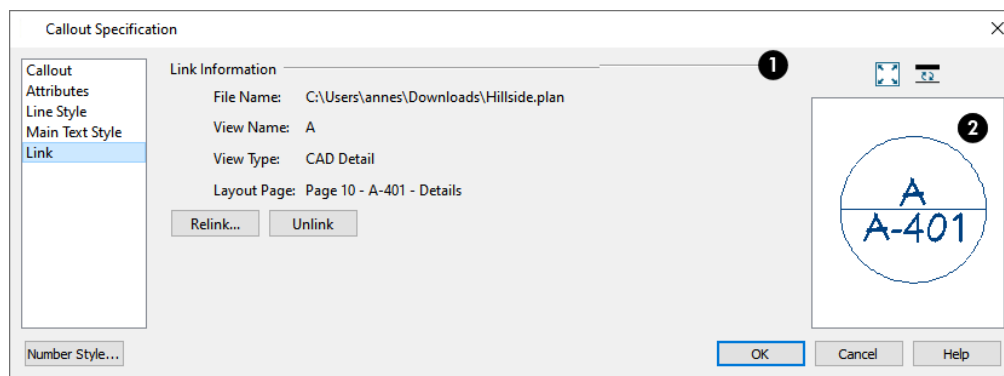 Callout Specification
Callout
Attributes
Line Style
Main Text Style
Link
Link Information
1
File Name: C:\Users\annes\Downloads\Hillside.plan
View Name: A
View Type: CAD Detail
Layout Page: Page 10 - A-401 - Details
Relink... Unlink
2
A
A-401
Number Style... OK Cancel Help